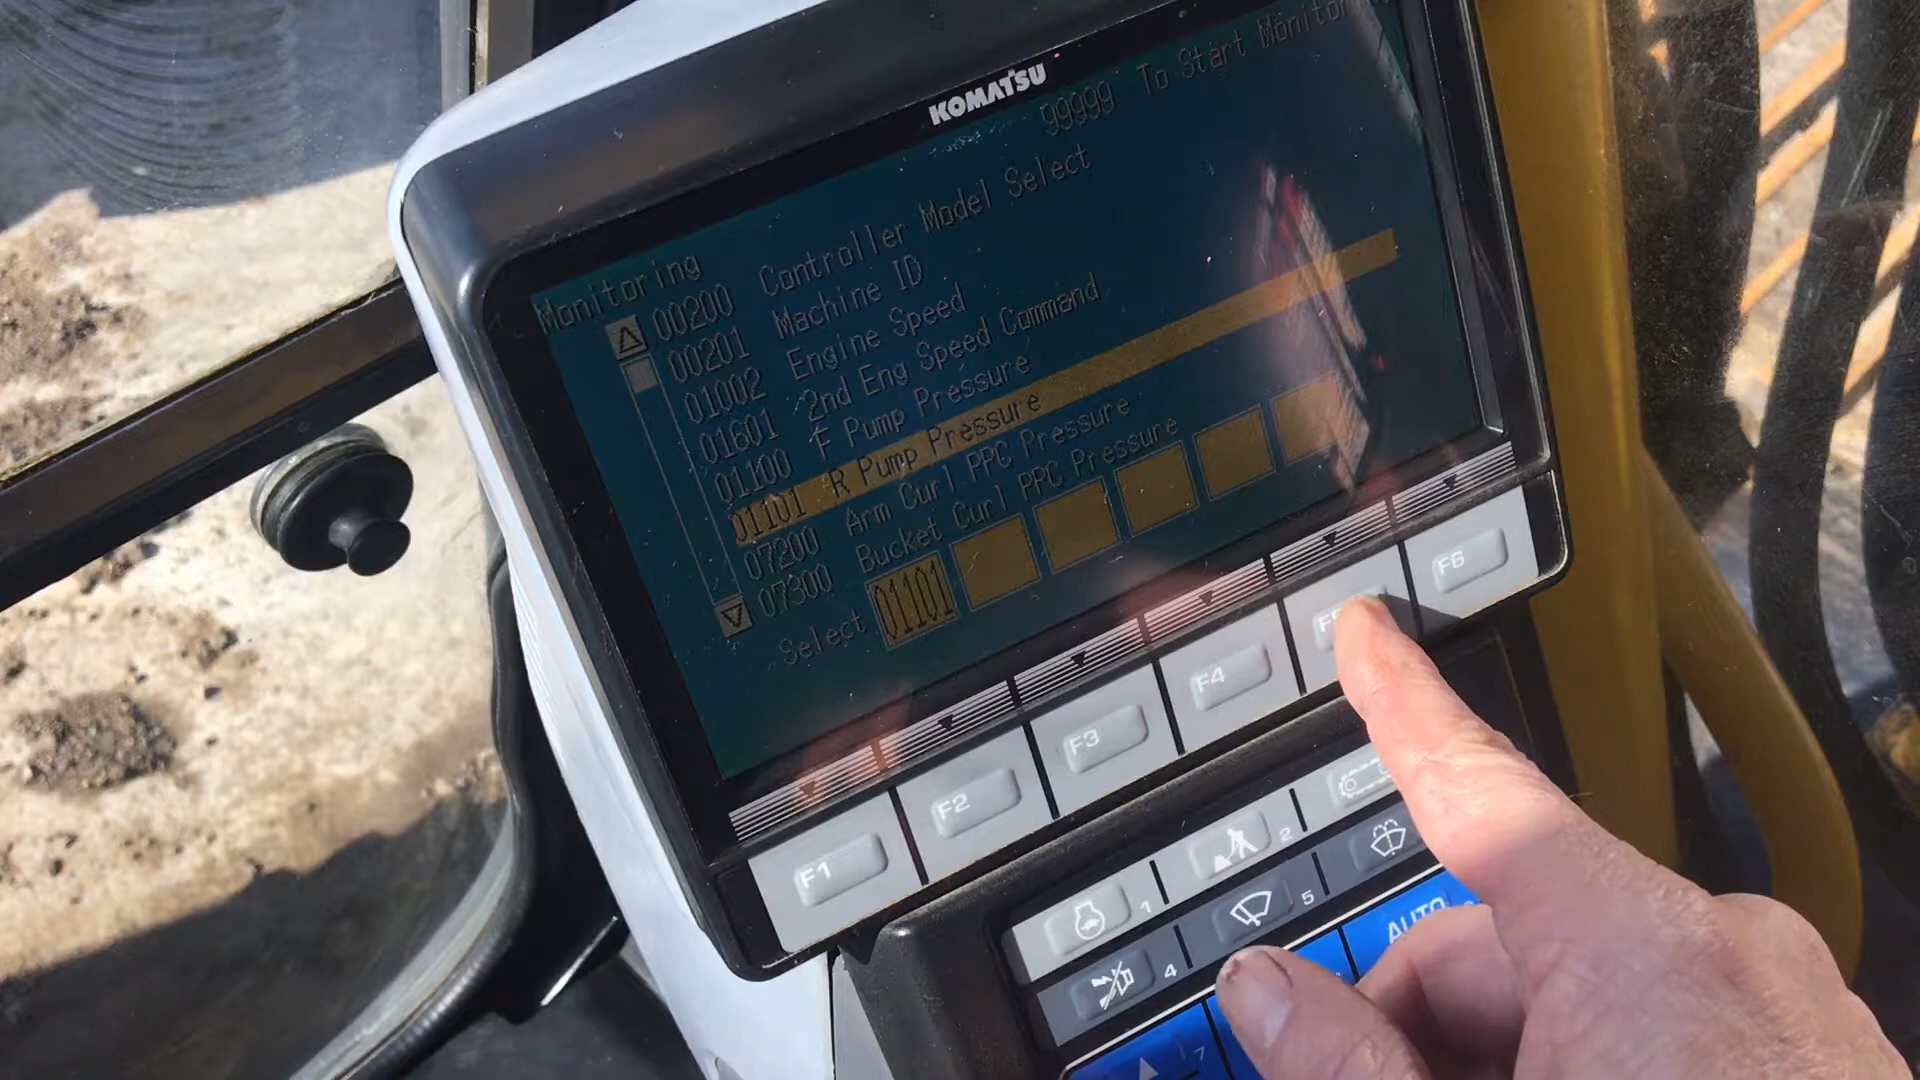 KOMATSU
Monitoring 99999 To Start Monitor
00200 Controller Model Select
00201 Machine ID
01002 Engine Speed
01601 2nd Eng Speed Command
01100 F Pump Pressure
01101 R Pump Pressure
07200 Arm Curl PPC Pressure
07300 Bucket Curl PPC Pressure
Select 01101
F1 F2 F3 F4 F5 F6
1 2
4 5
AUTO
7